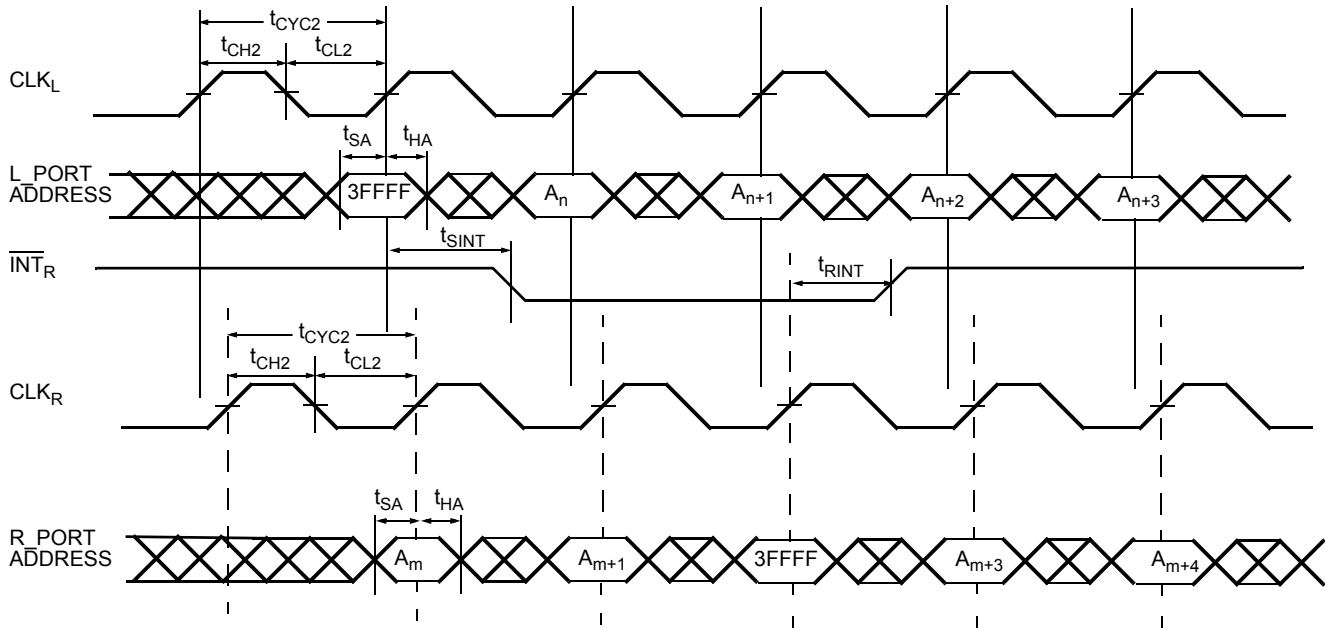 tCYC2
tCH2 tCL2
CLKL
tSA tHA
L_PORT
ADDRESS
3FFFF An An+1 An+2 An+3
tSINT
INTR
tRINT
tCYC2
tCH2 tCL2
CLKR
tSA tHA
R_PORT
ADDRESS
Am Am+1 3FFFF Am+3 Am+4